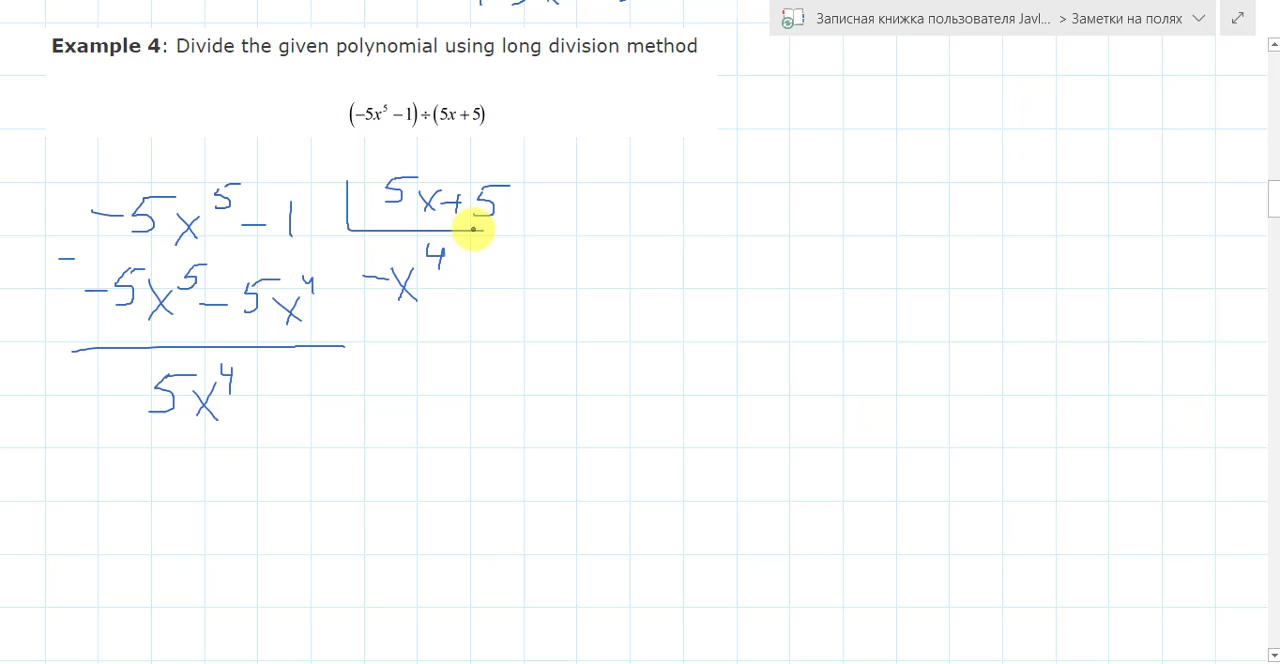 Записная книжка пользователя Javl... > Заметки на полях
Example 4: Divide the given polynomial using long division method
(−5x⁵ − 1) ÷ (5x + 5)
−5x⁵ − 1 5x + 5
− −5x⁵ − 5x⁴ −x⁴
5x⁴